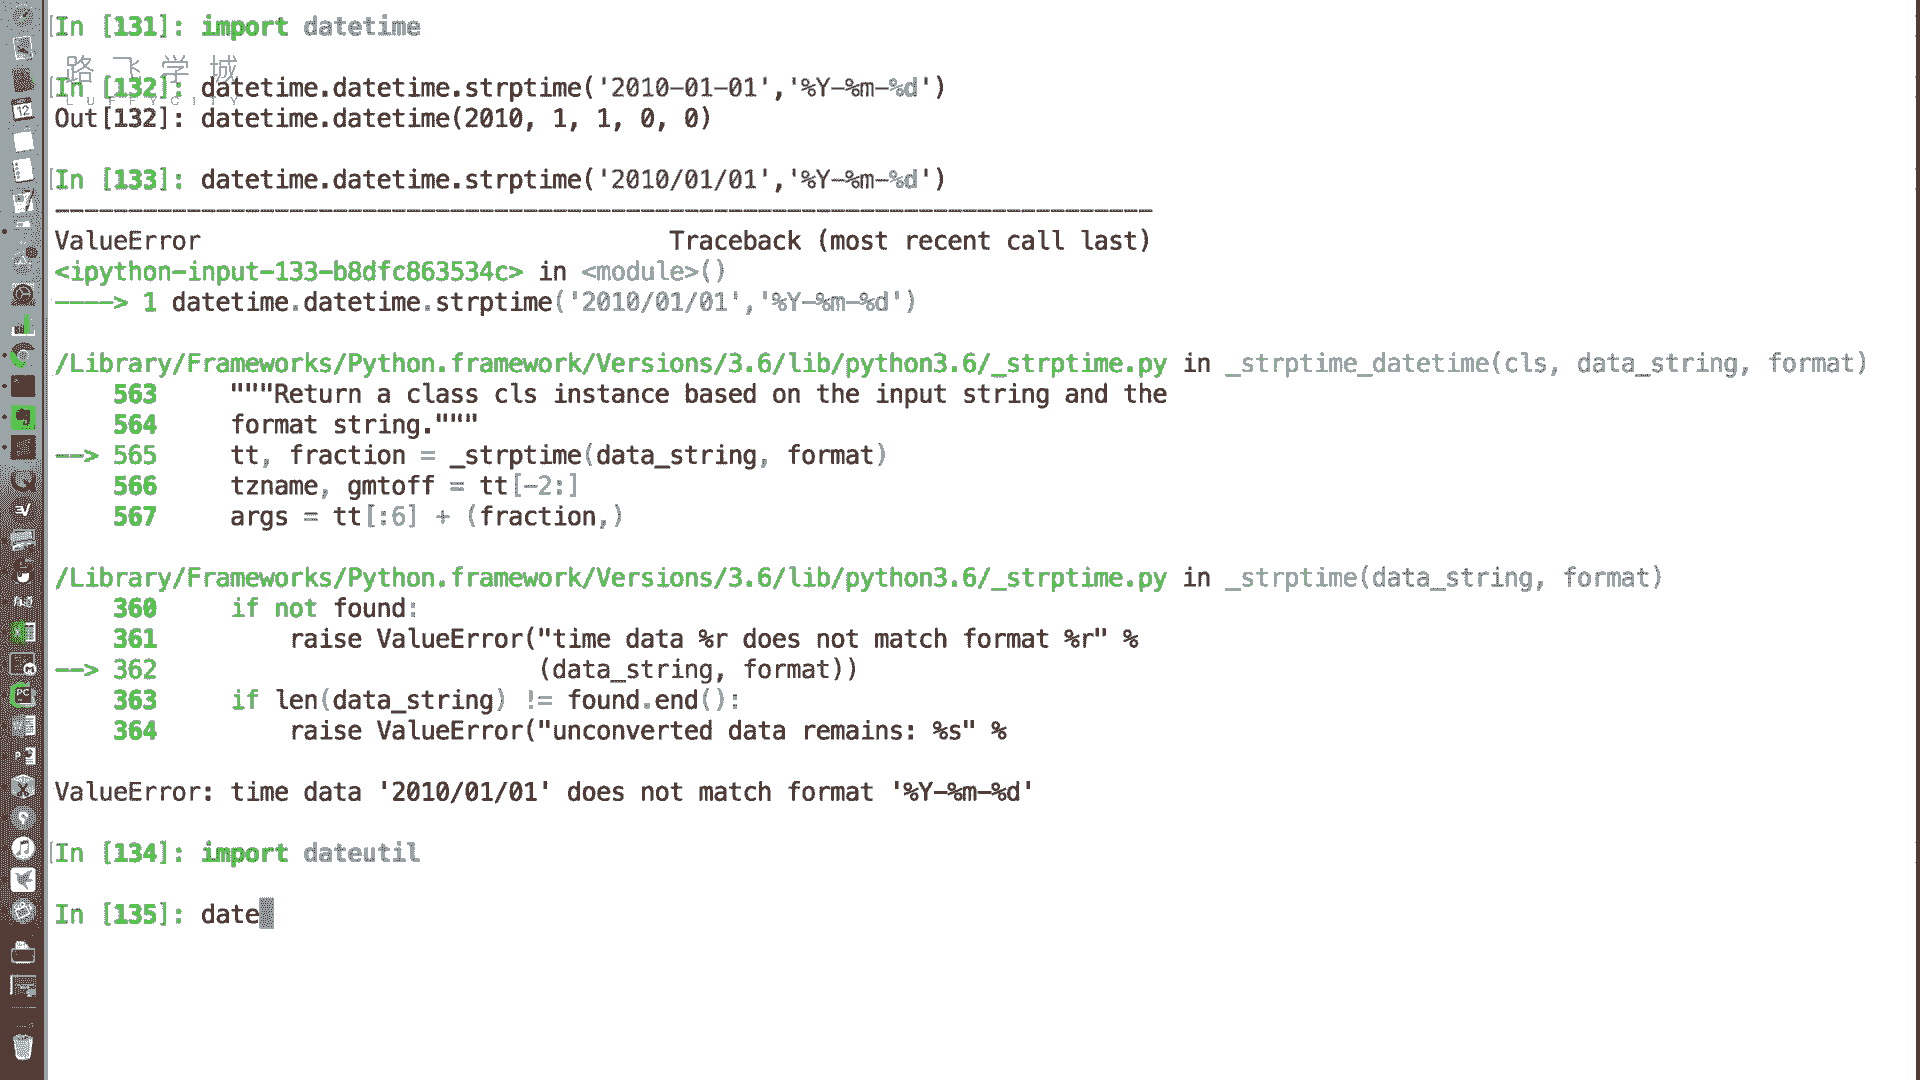 In [131]: import datetime
路飞学城
LUFFYCITY
In [132]: datetime.datetime.strptime('2010-01-01','%Y-%m-%d')
Out[132]: datetime.datetime(2010, 1, 1, 0, 0)
In [133]: datetime.datetime.strptime('2010/01/01','%Y-%m-%d')
---------------------------------------------------------------------------
ValueError                                Traceback (most recent call last)
<ipython-input-133-b8dfc863534c> in <module>()
----> 1 datetime.datetime.strptime('2010/01/01','%Y-%m-%d')
/Library/Frameworks/Python.framework/Versions/3.6/lib/python3.6/_strptime.py in _strptime_datetime(cls, data_string, format)
    563     """Return a class cls instance based on the input string and the
    564     format string."""
--> 565     tt, fraction = _strptime(data_string, format)
    566     tzname, gmtoff = tt[-2:]
    567     args = tt[:6] + (fraction,)
/Library/Frameworks/Python.framework/Versions/3.6/lib/python3.6/_strptime.py in _strptime(data_string, format)
    360     if not found:
    361         raise ValueError("time data %r does not match format %r" %
--> 362                          (data_string, format))
    363     if len(data_string) != found.end():
    364         raise ValueError("unconverted data remains: %s" %
ValueError: time data '2010/01/01' does not match format '%Y-%m-%d'
In [134]: import dateutil
In [135]: date